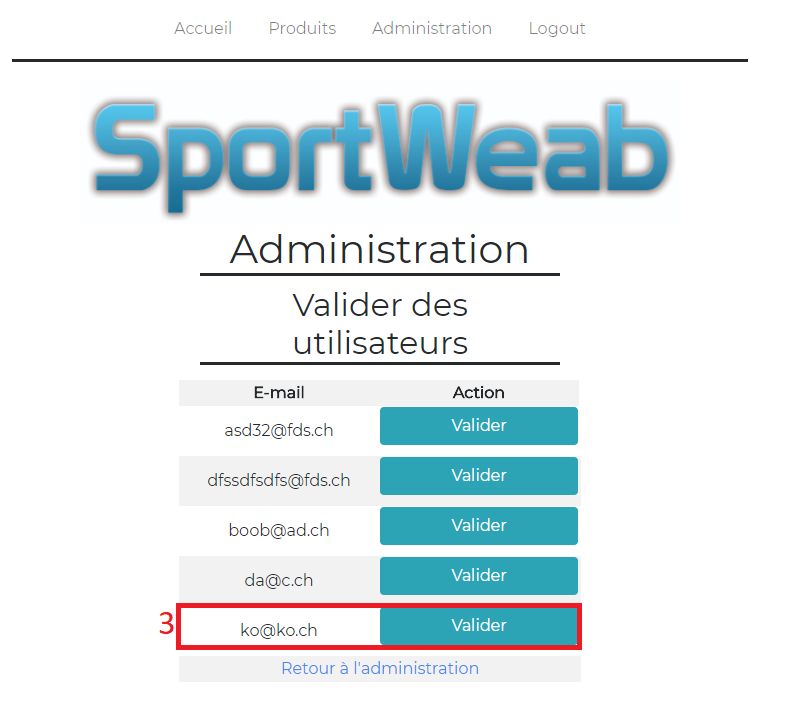 Accueil Produits Administration Logout
SportWeab
Administration
Valider des
utilisateurs
E-mail Action
asd32@fds.ch Valider
dfssdfsdfs@fds.ch Valider
boob@ad.ch Valider
da@c.ch Valider
3 ko@ko.ch Valider
Retour à l'administration